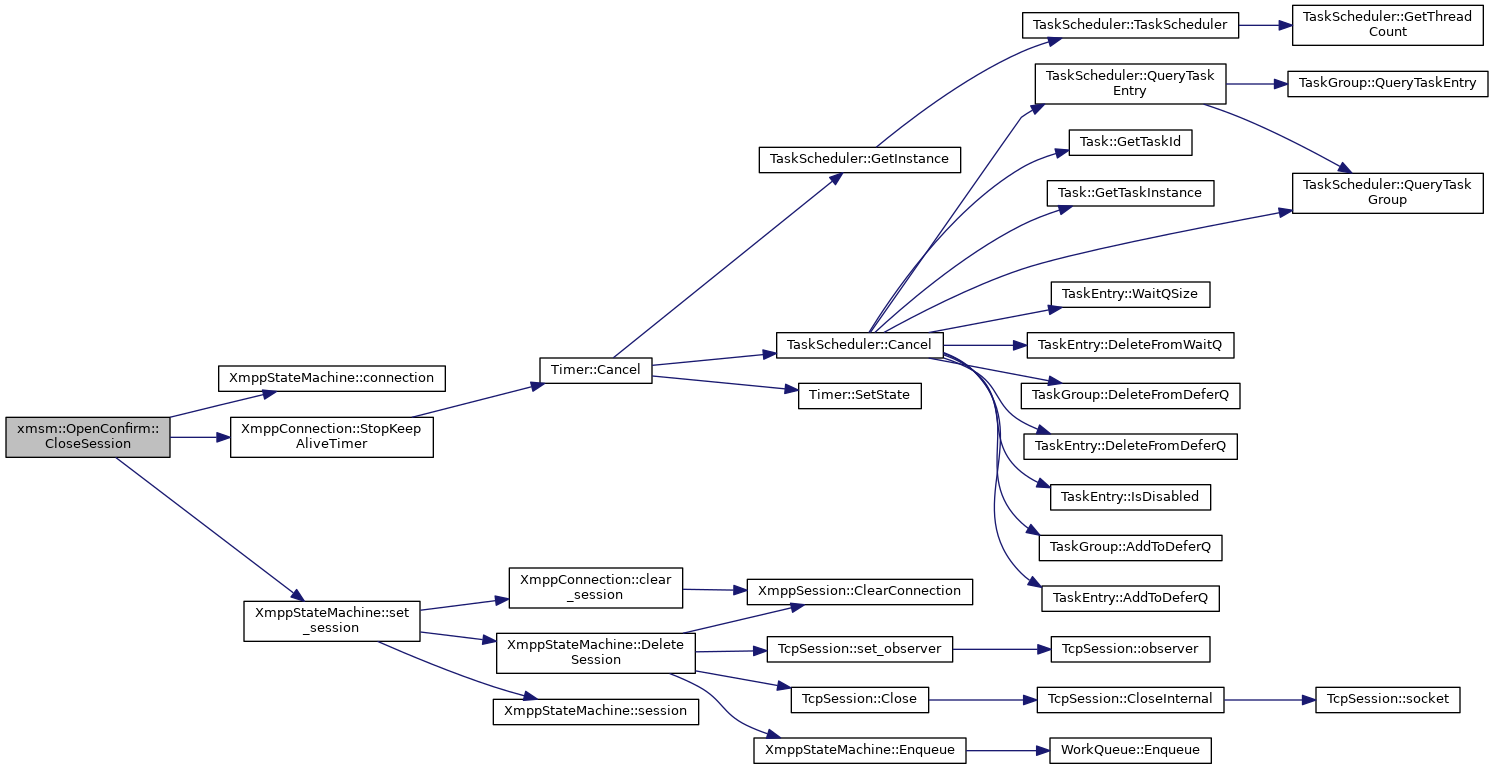 xmsm::OpenConfirm::
CloseSession
XmppStateMachine::connection
XmppConnection::StopKeep
AliveTimer
Timer::Cancel
TaskScheduler::GetInstance
TaskScheduler::TaskScheduler
TaskScheduler::GetThread
Count
TaskScheduler::Cancel
TaskScheduler::QueryTask
Entry
TaskGroup::QueryTaskEntry
TaskScheduler::QueryTask
Group
Task::GetTaskId
Task::GetTaskInstance
TaskEntry::WaitQSize
TaskEntry::DeleteFromWaitQ
TaskGroup::DeleteFromDeferQ
TaskEntry::DeleteFromDeferQ
TaskEntry::IsDisabled
TaskGroup::AddToDeferQ
TaskEntry::AddToDeferQ
Timer::SetState
XmppStateMachine::set
_session
XmppConnection::clear
_session
XmppSession::ClearConnection
XmppStateMachine::Delete
Session
TcpSession::set_observer
TcpSession::observer
TcpSession::Close
TcpSession::CloseInternal
TcpSession::socket
XmppStateMachine::Enqueue
WorkQueue::Enqueue
XmppStateMachine::session